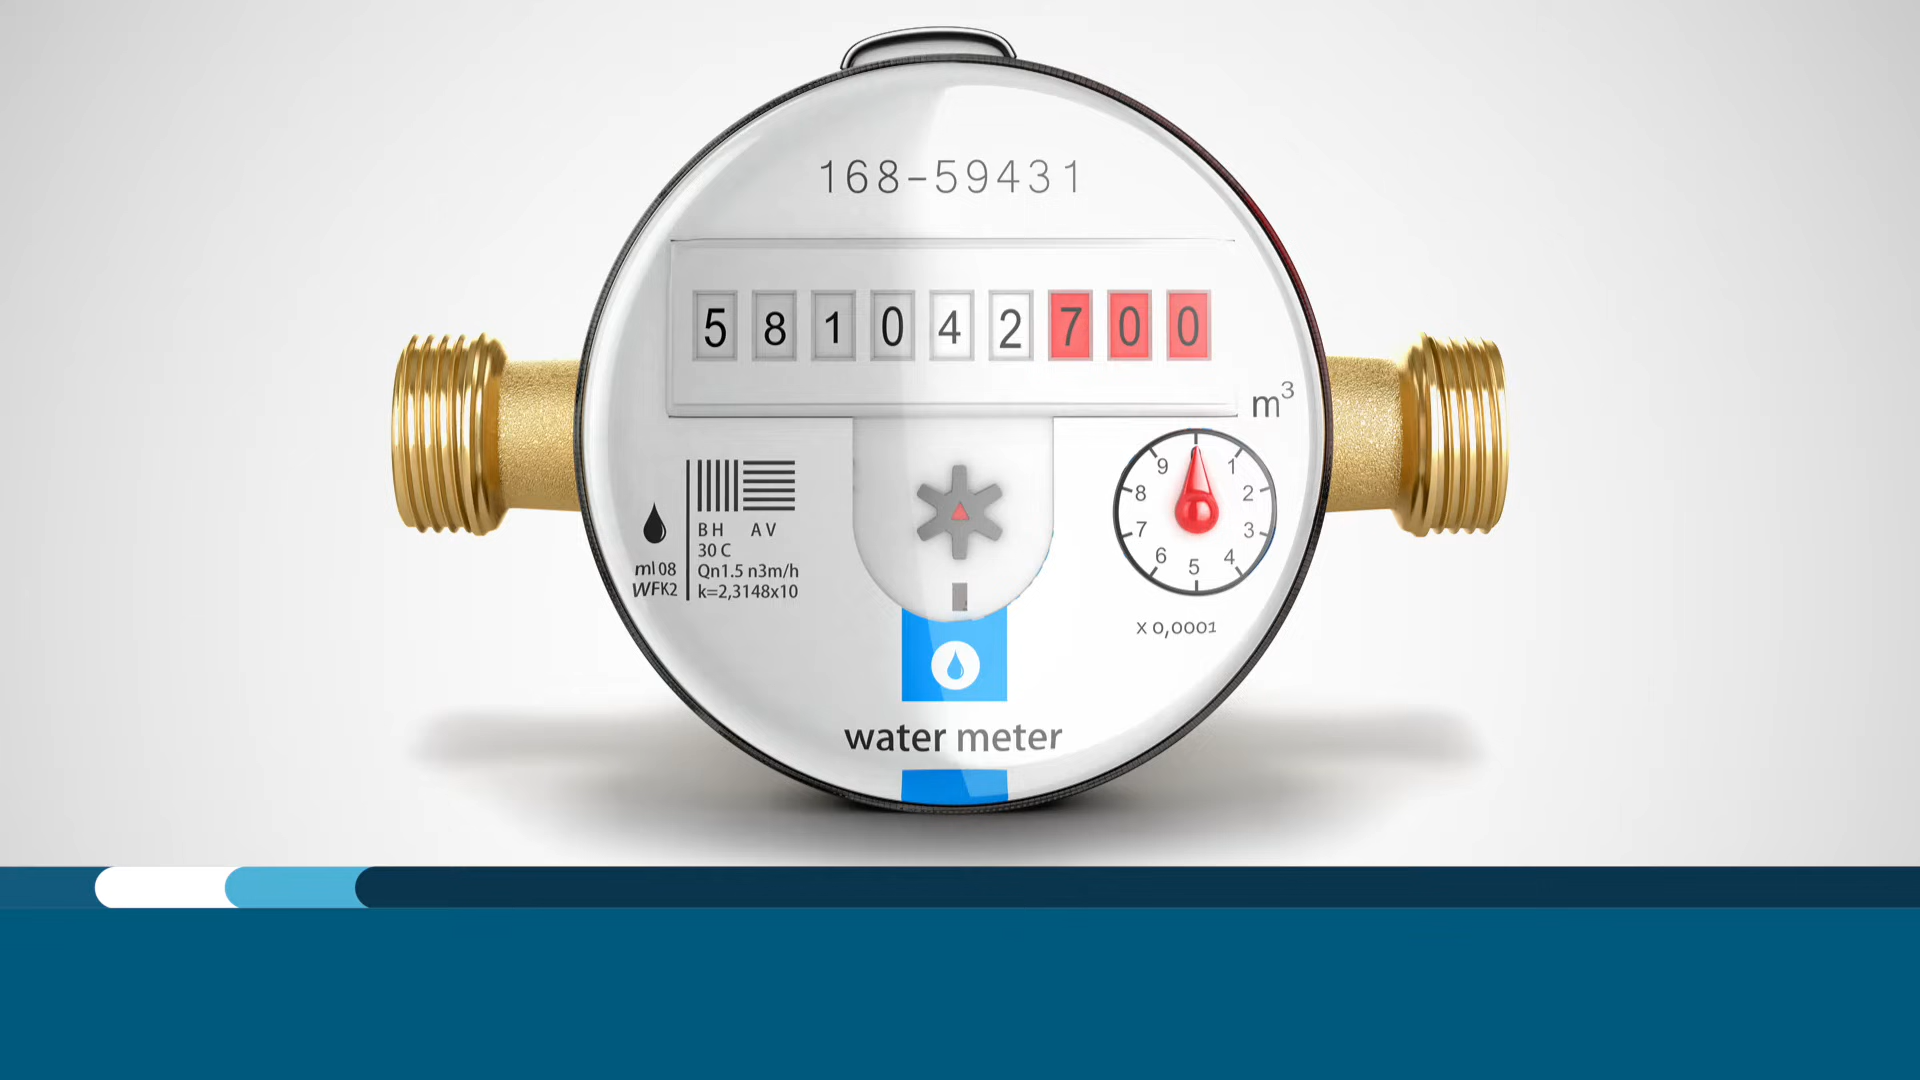 168-59431
5 8 1 0 4 2 7 0 0
m³
9 1
8 2
7 3
6 4
5
x 0,0001
BH AV
30 C
Qn1.5 n3m/h
k=2,3148x10
ml 08
WFK2
water meter